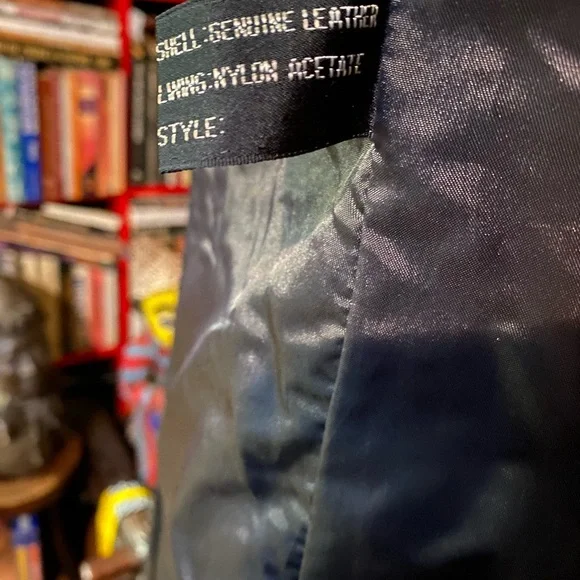 SHELL:GENUINE LEATHER
LINING:NYLON ACETATE
STYLE: